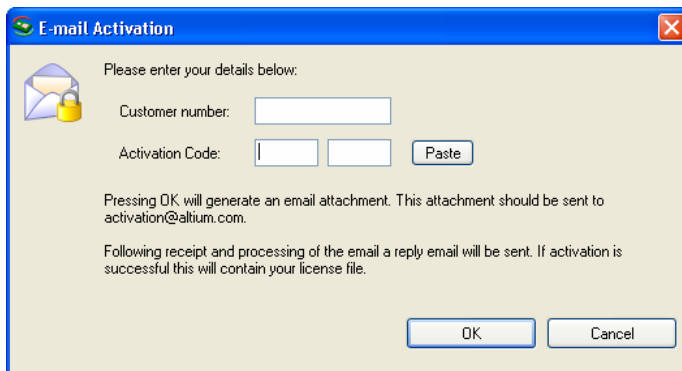 E-mail Activation
Please enter your details below:
Customer number:
Activation Code:
Paste
Pressing OK will generate an email attachment. This attachment should be sent to
activation@altium.com.
Following receipt and processing of the email a reply email will be sent. If activation is
successful this will contain your license file.
OK
Cancel